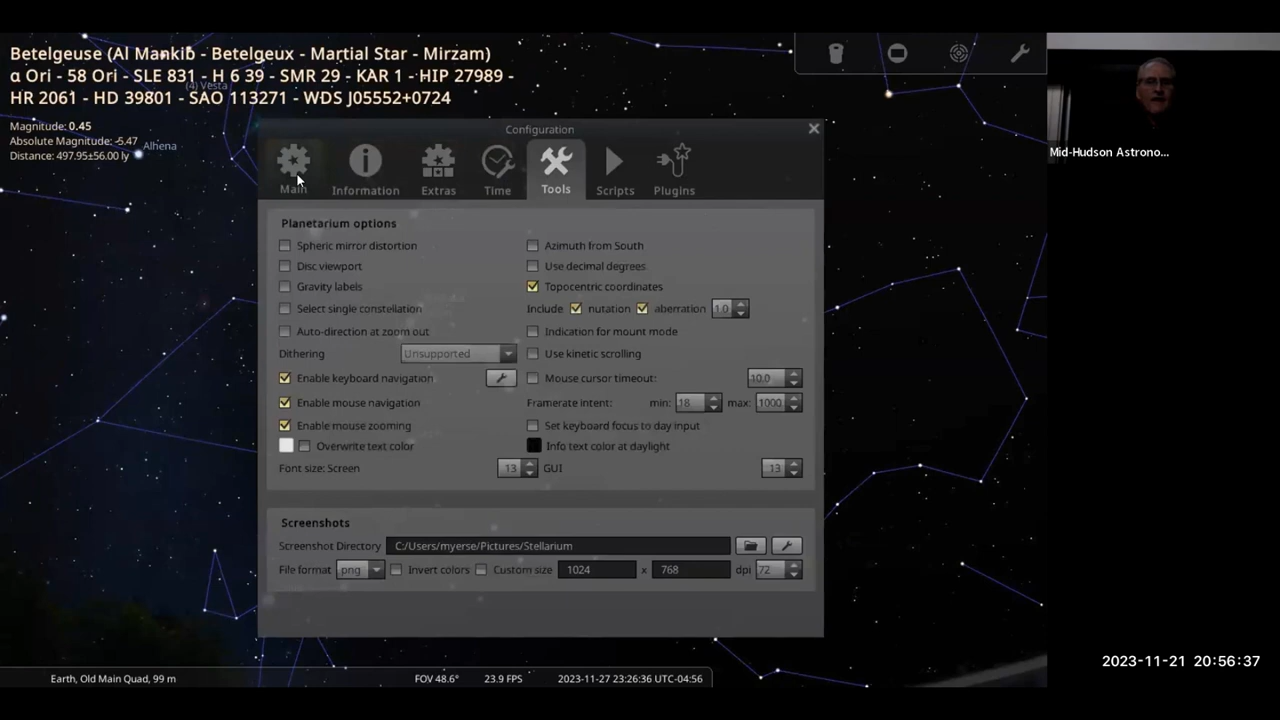 Betelgeuse (Al Mankib - Betelgeux - Martial Star - Mirzam)
α Ori - 58 Ori - SLE 831 - H 6 39 - SMR 29 - KAR 1 - HIP 27989 -
(4) Vesta
HR 2061 - HD 39801 - SAO 113271 - WDS J05552+0724
Magnitude: 0.45
Absolute Magnitude: -5.47
Alhena
Distance: 497.95±56.00 ly
Configuration
Main Information Extras Time Tools Scripts Plugins
Planetarium options
Spheric mirror distortion Azimuth from South
Disc viewport Use decimal degrees
Gravity labels Topocentric coordinates
Select single constellation Include nutation aberration 1.0
Auto-direction at zoom out Indication for mount mode
Dithering Unsupported Use kinetic scrolling
Enable keyboard navigation Mouse cursor timeout: 10.0
Enable mouse navigation Framerate intent: min: 18 max: 1000
Enable mouse zooming Set keyboard focus to day input
Overwrite text color Info text color at daylight
Font size: Screen 13 GUI 13
Screenshots
Screenshot Directory C:/Users/myerse/Pictures/Stellarium
File format png Invert colors Custom size 1024 x 768 dpi 72
Earth, Old Main Quad, 99 m FOV 48.6° 23.9 FPS 2023-11-27 23:26:36 UTC-04:56
Mid-Hudson Astrono...
2023-11-21 20:56:37